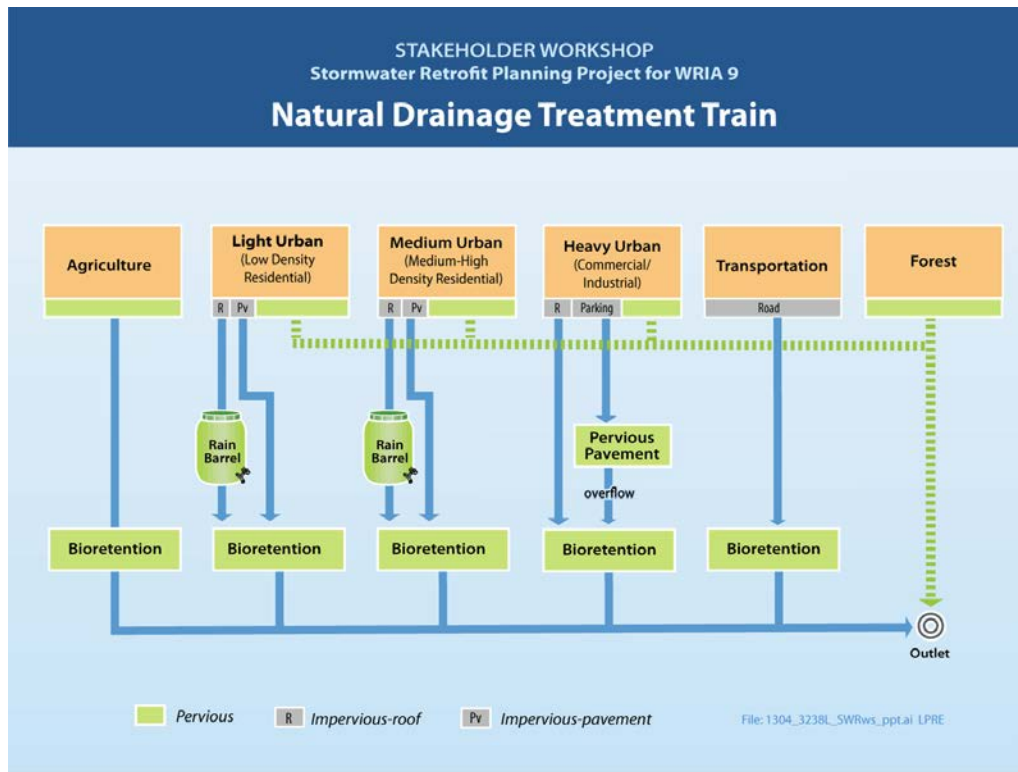 STAKEHOLDER WORKSHOP
Stormwater Retrofit Planning Project for WRIA 9
Natural Drainage Treatment Train
Agriculture
Light Urban
(Low Density
Residential)
R Pv
Medium Urban
(Medium-High
Density Residential)
R Pv
Heavy Urban
(Commercial/
Industrial)
R Parking
Transportation
Road
Forest
Rain
Barrel
Rain
Barrel
Pervious
Pavement
overflow
Bioretention
Bioretention
Bioretention
Bioretention
Bioretention
Outlet
Pervious
R Impervious-roof
Pv Impervious-pavement
File: 1304_3238L_SWRws_ppt.ai LPRE